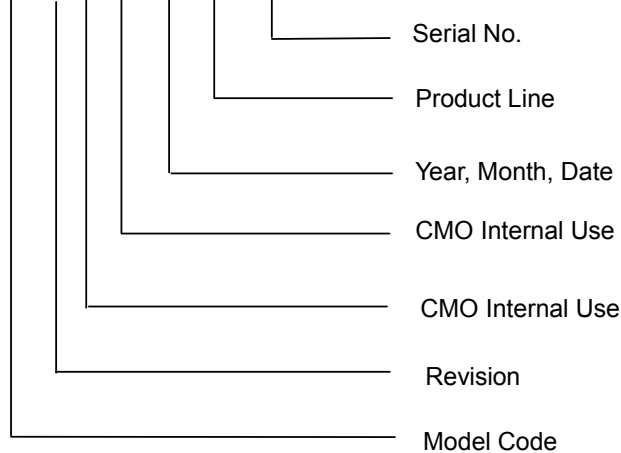 Serial No.
Product Line
Year, Month, Date
CMO Internal Use
CMO Internal Use
Revision
Model Code